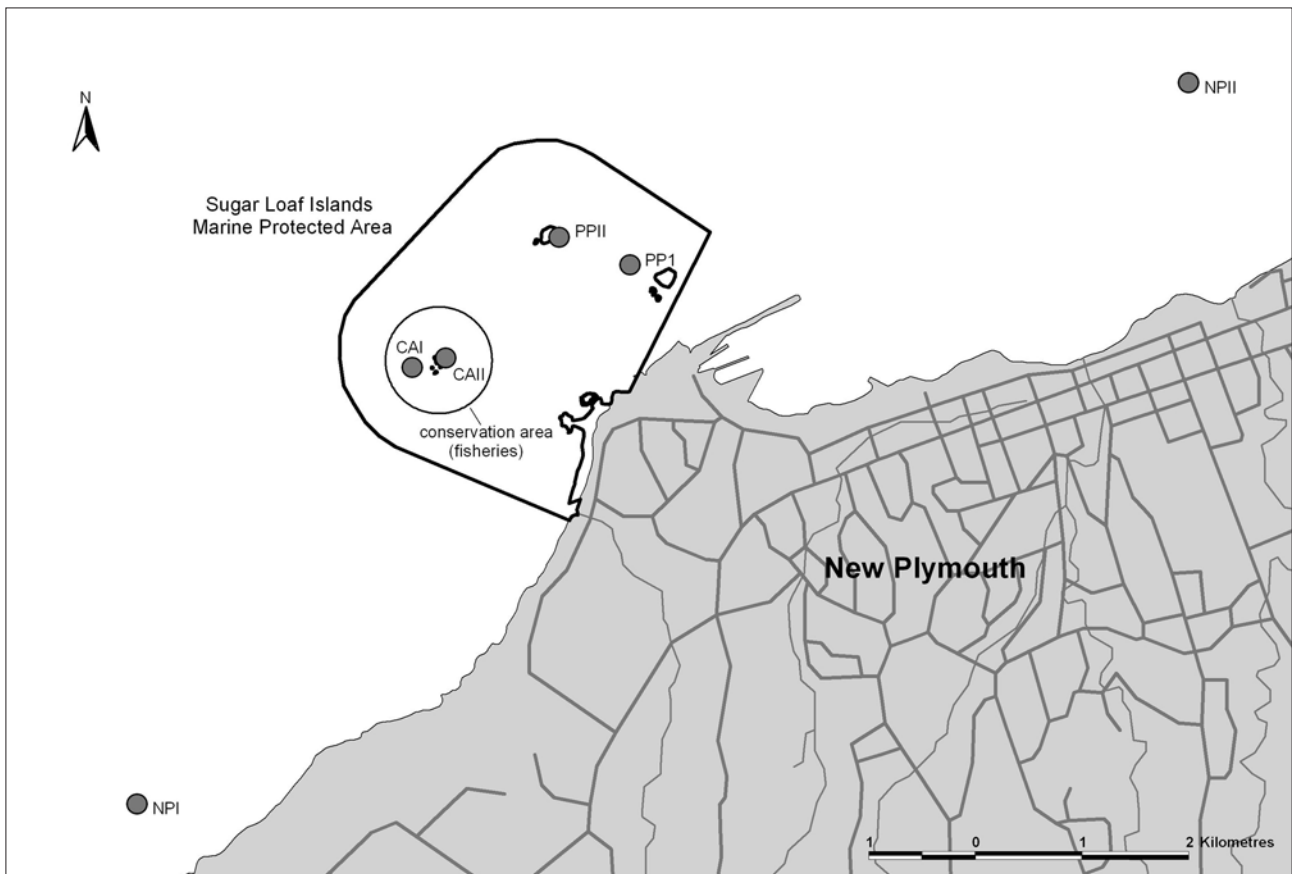 N
NPII
Sugar Loaf Islands
Marine Protected Area
PPII
PP1
CAI
CAII
conservation area
(fisheries)
New Plymouth
NPI
1 0 1 2 Kilometres